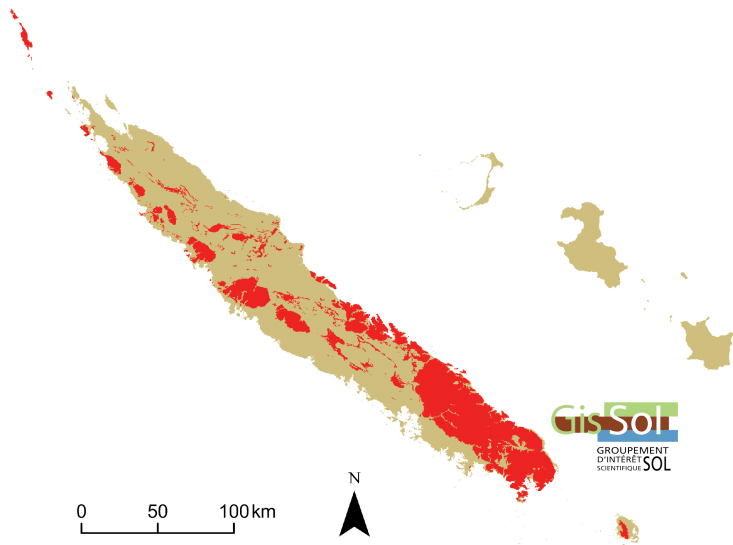 GisSol
GROUPEMENT
D'INTÉRÊT
SCIENTIFIQUE SOL
N
0 50 100 km